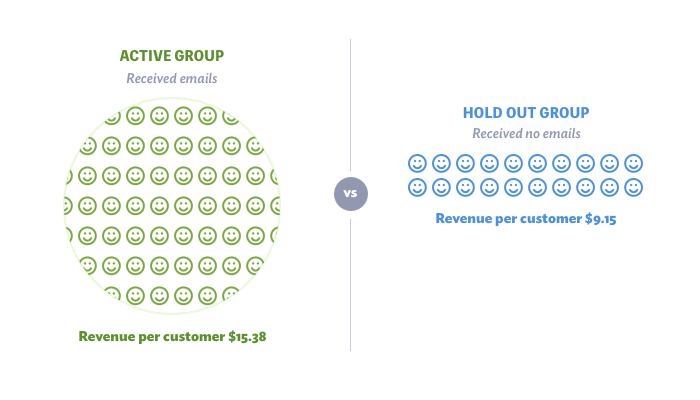 ACTIVE GROUP
Received emails
Revenue per customer $15.38
VS
HOLD OUT GROUP
Received no emails
Revenue per customer $9.15